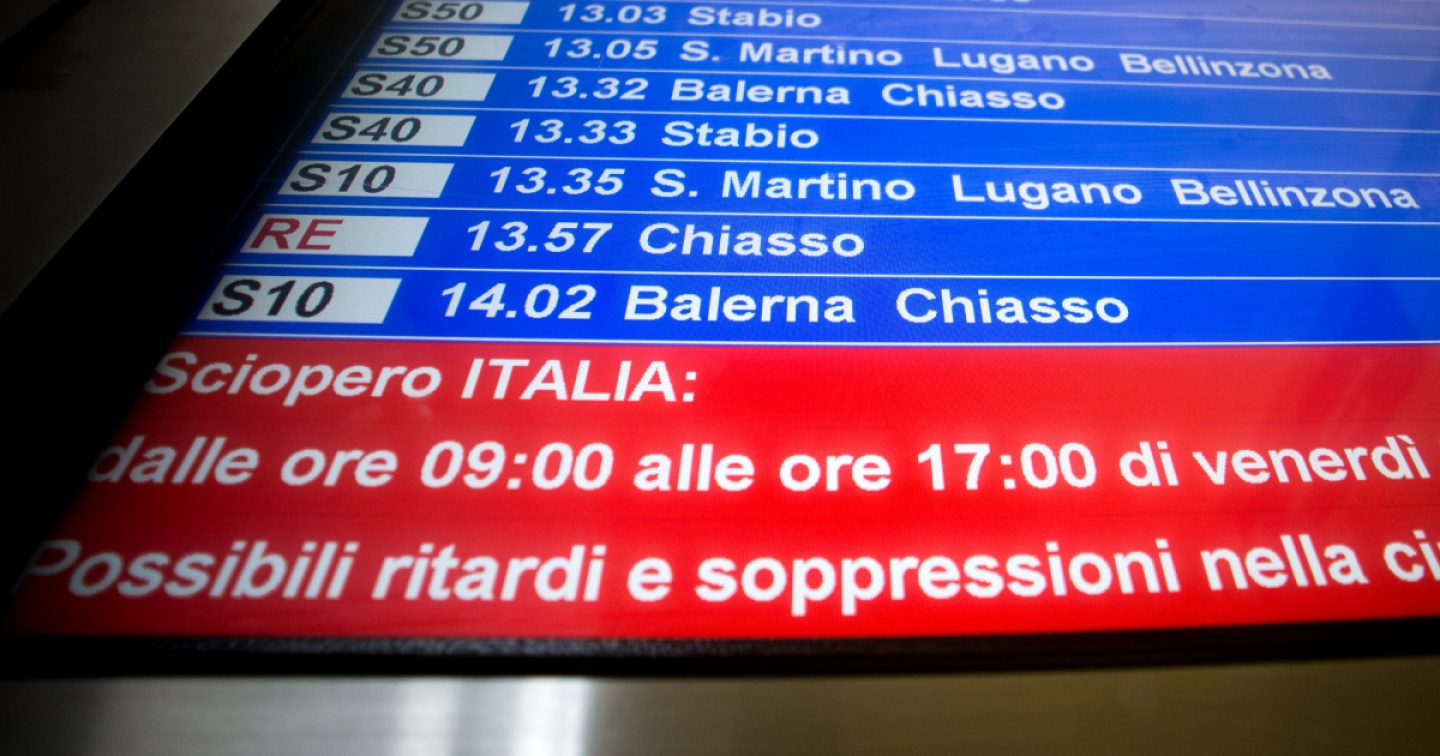 S50 13.03 Stabio
S50 13.05 S. Martino Lugano Bellinzona
S40 13.32 Balerna Chiasso
S40 13.33 Stabio
S10 13.35 S. Martino Lugano Bellinzona
RE 13.57 Chiasso
S10 14.02 Balerna Chiasso
Sciopero ITALIA:
dalle ore 09:00 alle ore 17:00 di venerdì
Possibili ritardi e soppressioni nella